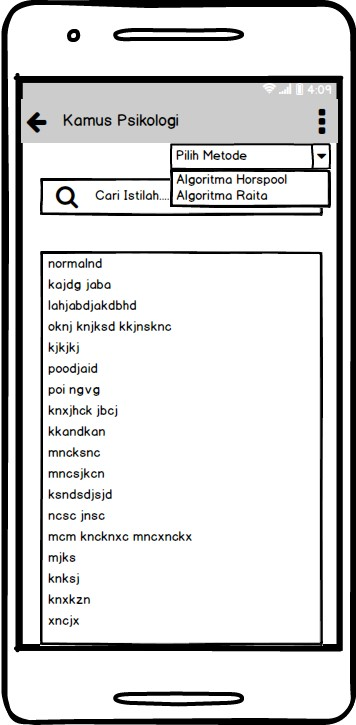 4:09
Kamus Psikologi
Pilih Metode
Algoritma Horspool
Algoritma Raita
Cari Istilah....
normalnd
kajdg jaba
lahjabdjakdbhd
oknj knjksd kkjnsknc
kjkjkj
poodjaid
poi ngvg
knxjhck jbcj
kkandkan
mncksnc
mncsjkcn
ksndsdjsjd
ncsc jnsc
mcm kncknxc mncxnckx
mjks
knksj
knxkzn
xncjx